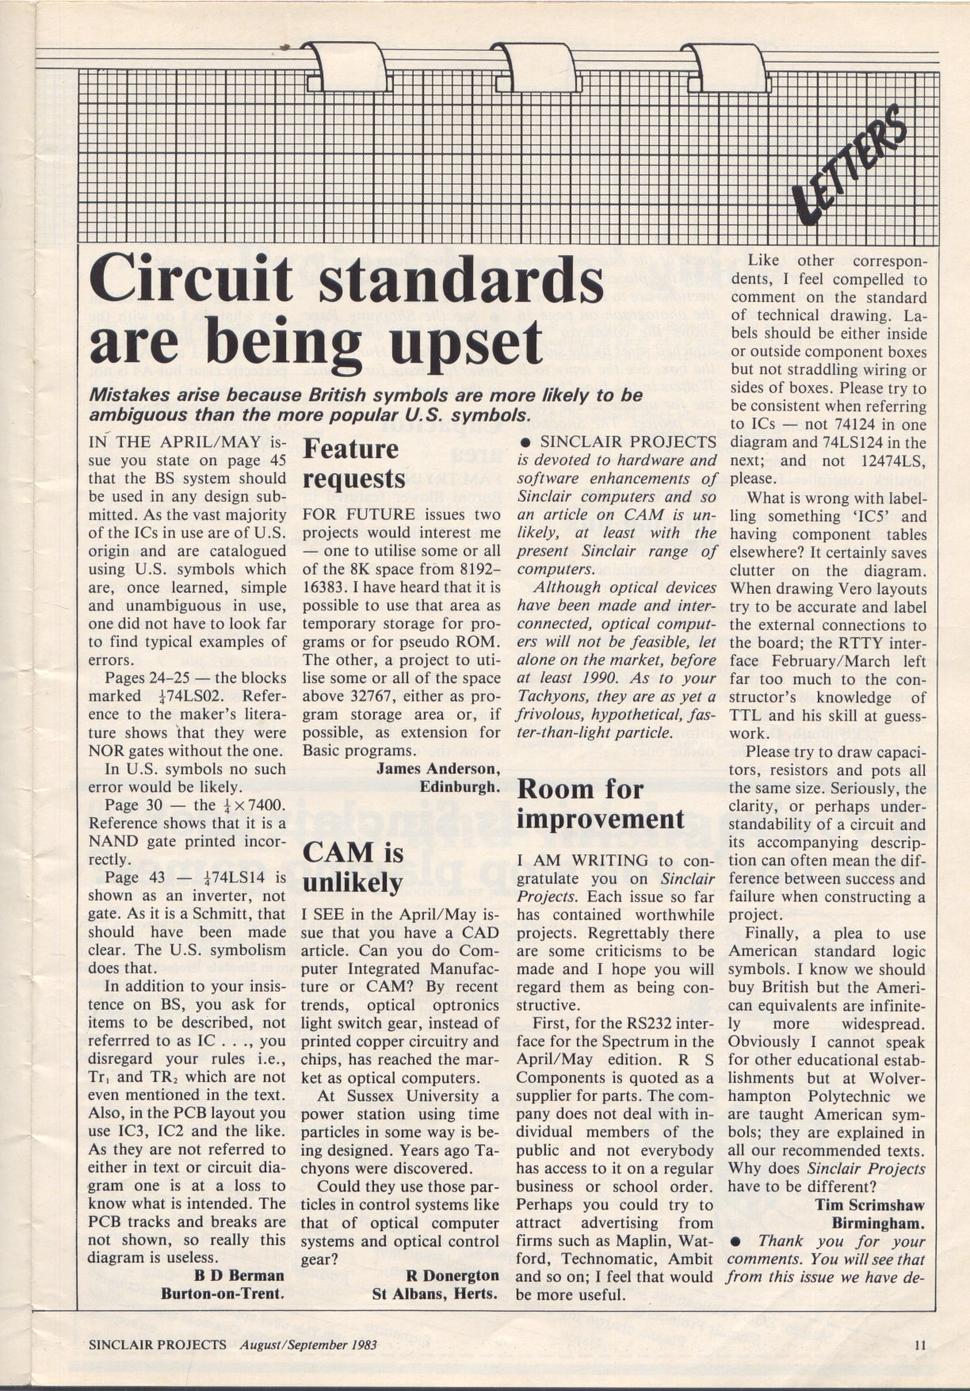 LETTERS
Circuit standards
are being upset
Mistakes arise because British symbols are more likely to be
ambiguous than the more popular U.S. symbols.
IN THE APRIL/MAY is-
sue you state on page 45
that the BS system should
be used in any design sub-
mitted. As the vast majority
of the ICs in use are of U.S.
origin and are catalogued
using U.S. symbols which
are, once learned, simple
and unambiguous in use,
one did not have to look far
to find typical examples of
errors.
Pages 24–25 — the blocks
marked ¼74LS02. Refer-
ence to the maker's litera-
ture shows that they were
NOR gates without the one.
In U.S. symbols no such
error would be likely.
Page 30 — the ¼×7400.
Reference shows that it is a
NAND gate printed incor-
rectly.
Page 43 — ¼74LS14 is
shown as an inverter, not
gate. As it is a Schmitt, that
should have been made
clear. The U.S. symbolism
does that.
In addition to your insis-
tence on BS, you ask for
items to be described, not
referrred to as IC . . ., you
disregard your rules i.e.,
Tr₁ and TR₂ which are not
even mentioned in the text.
Also, in the PCB layout you
use IC3, IC2 and the like.
As they are not referred to
either in text or circuit dia-
gram one is at a loss to
know what is intended. The
PCB tracks and breaks are
not shown, so really this
diagram is useless.
B D Berman
Burton-on-Trent.
Feature
requests
FOR FUTURE issues two
projects would interest me
— one to utilise some or all
of the 8K space from 8192–
16383. I have heard that it is
possible to use that area as
temporary storage for pro-
grams or for pseudo ROM.
The other, a project to uti-
lise some or all of the space
above 32767, either as pro-
gram storage area or, if
possible, as extension for
Basic programs.
James Anderson,
Edinburgh.
CAM is
unlikely
I SEE in the April/May is-
sue that you have a CAD
article. Can you do Com-
puter Integrated Manufac-
ture or CAM? By recent
trends, optical optronics
light switch gear, instead of
printed copper circuitry and
chips, has reached the mar-
ket as optical computers.
At Sussex University a
power station using time
particles in some way is be-
ing designed. Years ago Ta-
chyons were discovered.
Could they use those par-
ticles in control systems like
that of optical computer
systems and optical control
gear?
R Donergton
St Albans, Herts.
● SINCLAIR PROJECTS
is devoted to hardware and
software enhancements of
Sinclair computers and so
an article on CAM is un-
likely, at least with the
present Sinclair range of
computers.
Although optical devices
have been made and inter-
connected, optical comput-
ers will not be feasible, let
alone on the market, before
at least 1990. As to your
Tachyons, they are as yet a
frivolous, hypothetical, fas-
ter-than-light particle.
Room for
improvement
I AM WRITING to con-
gratulate you on Sinclair
Projects. Each issue so far
has contained worthwhile
projects. Regrettably there
are some criticisms to be
made and I hope you will
regard them as being con-
structive.
First, for the RS232 inter-
face for the Spectrum in the
April/May edition. R S
Components is quoted as a
supplier for parts. The com-
pany does not deal with in-
dividual members of the
public and not everybody
has access to it on a regular
business or school order.
Perhaps you could try to
attract advertising from
firms such as Maplin, Wat-
ford, Technomatic, Ambit
and so on; I feel that would
be more useful.
Like other correspon-
dents, I feel compelled to
comment on the standard
of technical drawing. La-
bels should be either inside
or outside component boxes
but not straddling wiring or
sides of boxes. Please try to
be consistent when referring
to ICs — not 74124 in one
diagram and 74LS124 in the
next; and not 12474LS,
please.
What is wrong with label-
ling something ‘IC5’ and
having component tables
elsewhere? It certainly saves
clutter on the diagram.
When drawing Vero layouts
try to be accurate and label
the external connections to
the board; the RTTY inter-
face February/March left
far too much to the con-
structor's knowledge of
TTL and his skill at guess-
work.
Please try to draw capaci-
tors, resistors and pots all
the same size. Seriously, the
clarity, or perhaps under-
standability of a circuit and
its accompanying descrip-
tion can often mean the dif-
ference between success and
failure when constructing a
project.
Finally, a plea to use
American standard logic
symbols. I know we should
buy British but the Ameri-
can equivalents are infinite-
ly more widespread.
Obviously I cannot speak
for other educational estab-
lishments but at Wolver-
hampton Polytechnic we
are taught American sym-
bols; they are explained in
all our recommended texts.
Why does Sinclair Projects
have to be different?
Tim Scrimshaw
Birmingham.
● Thank you for your
comments. You will see that
from this issue we have de-
SINCLAIR PROJECTS August/September 1983
11